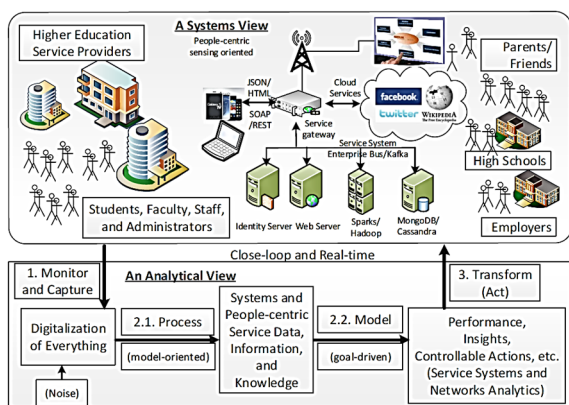 A Systems View
People-centric
sensing oriented
Higher Education
Service Providers
Parents/
Friends
JSON/
HTML
SOAP
/REST
Cloud
Services
facebook.
twitter
WIKIPEDIA
Service
gateway
Service System
Enterprise Bus/Kafka
High Schools
Students, Faculty, Staff,
and Administrators
Identity Server
Web Server
Sparks/
Hadoop
MongoDB/
Cassandra
Employers
Close-loop and Real-time
1. Monitor
and Capture
An Analytical View
3. Transform
(Act)
Digitalization
of Everything
2.1. Process
(model-oriented)
Systems and
People-centric
Service Data,
Information,
and
Knowledge
2.2. Model
(goal-driven)
Performance,
Insights,
Controllable Actions, etc.
(Service Systems and
Networks Analytics)
(Noise)